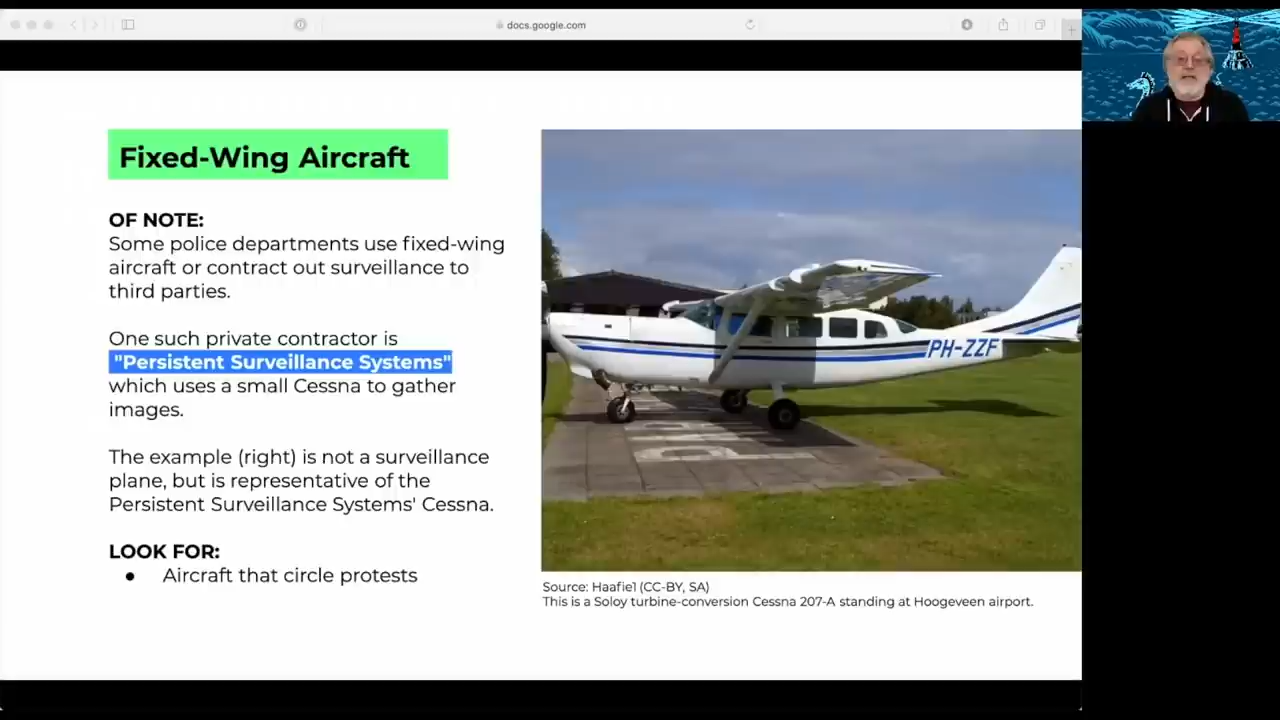 docs.google.com
Fixed-Wing Aircraft
OF NOTE:
Some police departments use fixed-wing
aircraft or contract out surveillance to
third parties.
One such private contractor is
"Persistent Surveillance Systems"
which uses a small Cessna to gather
images.
The example (right) is not a surveillance
plane, but is representative of the
Persistent Surveillance Systems' Cessna.
LOOK FOR:
● Aircraft that circle protests
PH-ZZF
Source: Haafie1 (CC-BY, SA)
This is a Soloy turbine-conversion Cessna 207-A standing at Hoogeveen airport.